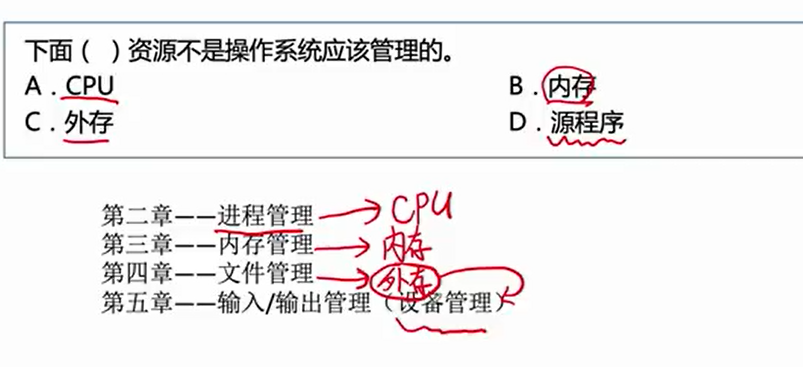 下面（ ）资源不是操作系统应该管理的。
A．CPU
B．内存
C．外存
D．源程序
第二章——进程管理 CPU
第三章——内存管理 内存
第四章——文件管理 外存
第五章——输入/输出管理（设备管理）